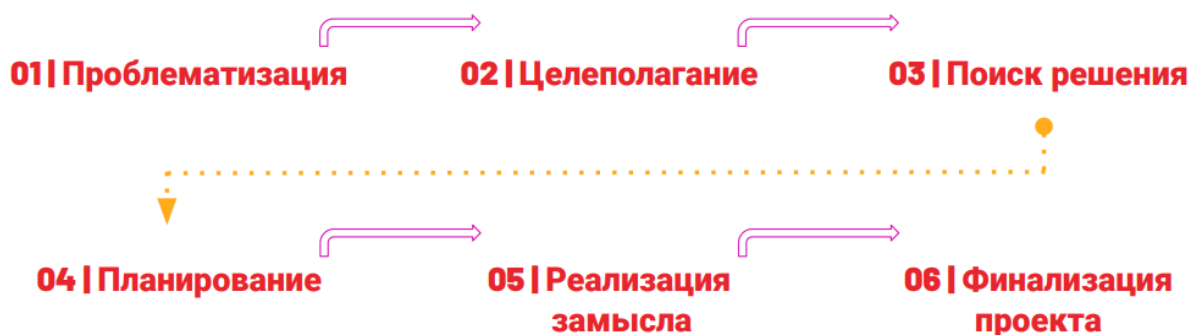 01 | Проблематизация
02 | Целеполагание
03 | Поиск решения
04 | Планирование
05 | Реализация
замысла
06 | Финализация
проекта